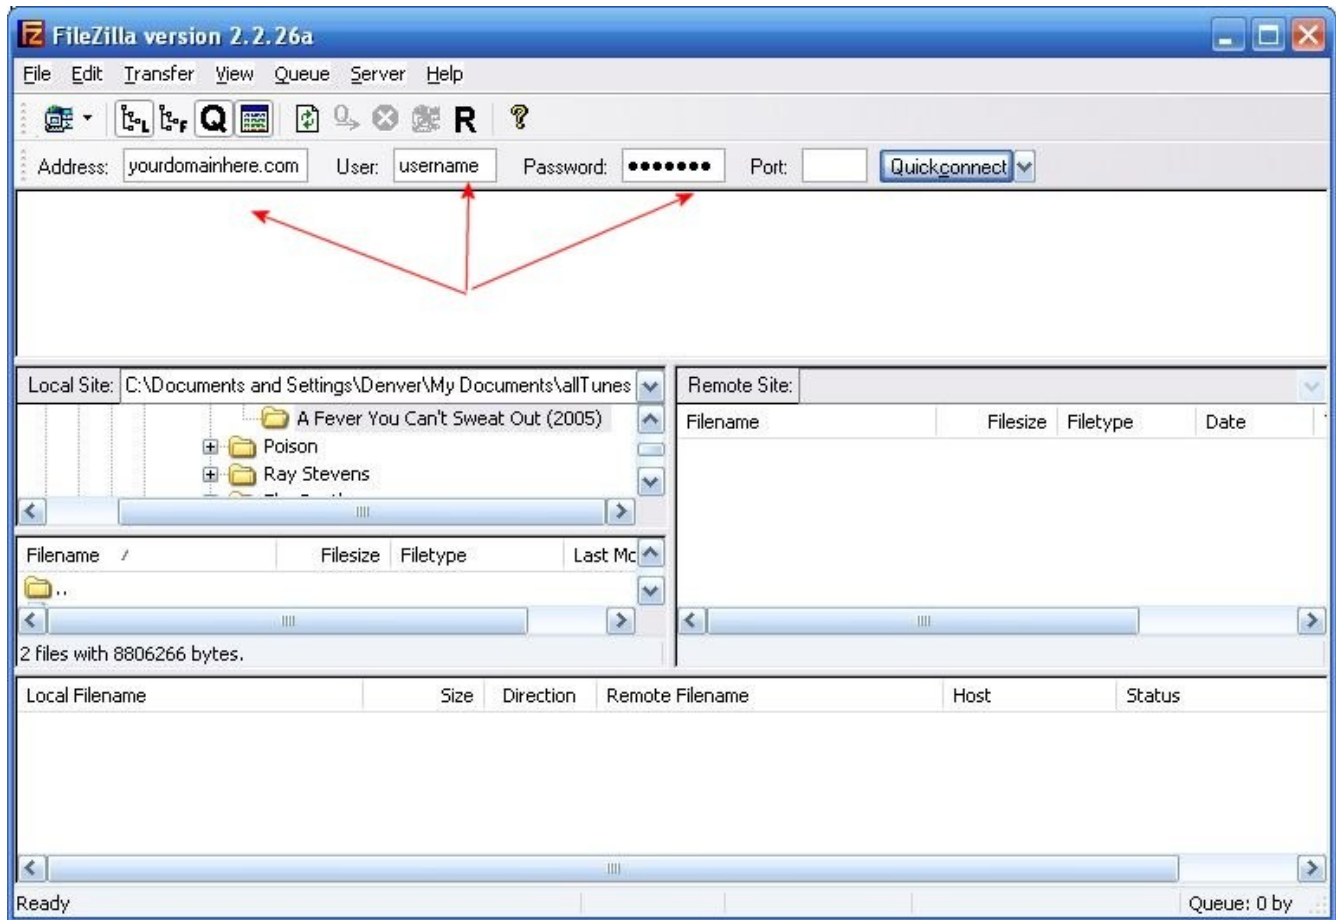 FileZilla version 2.2.26a
File Edit Transfer View Queue Server Help
L F Q R ?
Address: yourdomainhere.com User: username Password: ••••••• Port: Quickconnect
Local Site: C:\Documents and Settings\Denver\My Documents\allTunes Remote Site:
A Fever You Can't Sweat Out (2005)
Filename Filesize Filetype Date
Poison
Ray Stevens
Filename / Filesize Filetype Last Mo
..
2 files with 8806266 bytes.
Local Filename Size Direction Remote Filename Host Status
Ready Queue: 0 by